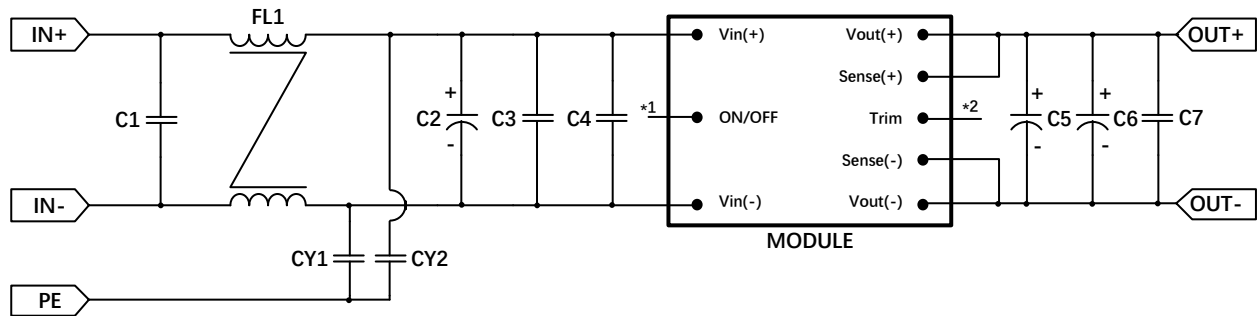 FL1
IN+
Vin(+)
Vout(+)
OUT+
Sense(+)
C1
+
C2
-
C3
C4
*1
ON/OFF
Trim
*2
+
C5
-
+
C6
-
C7
Sense(-)
IN-
Vin(-)
Vout(-)
OUT-
MODULE
CY1
CY2
PE